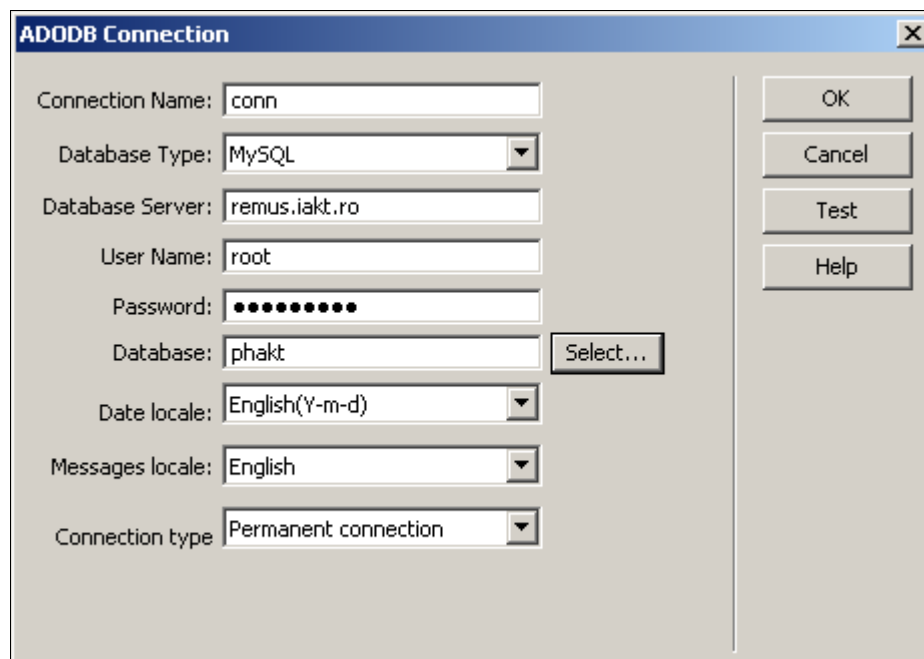 ADODB Connection
Connection Name: conn
OK
Database Type: MySQL
Cancel
Database Server: remus.iakt.ro
Test
User Name: root
Help
Password: ●●●●●●●●●
Database: phakt Select...
Date locale: English(Y-m-d)
Messages locale: English
Connection type Permanent connection